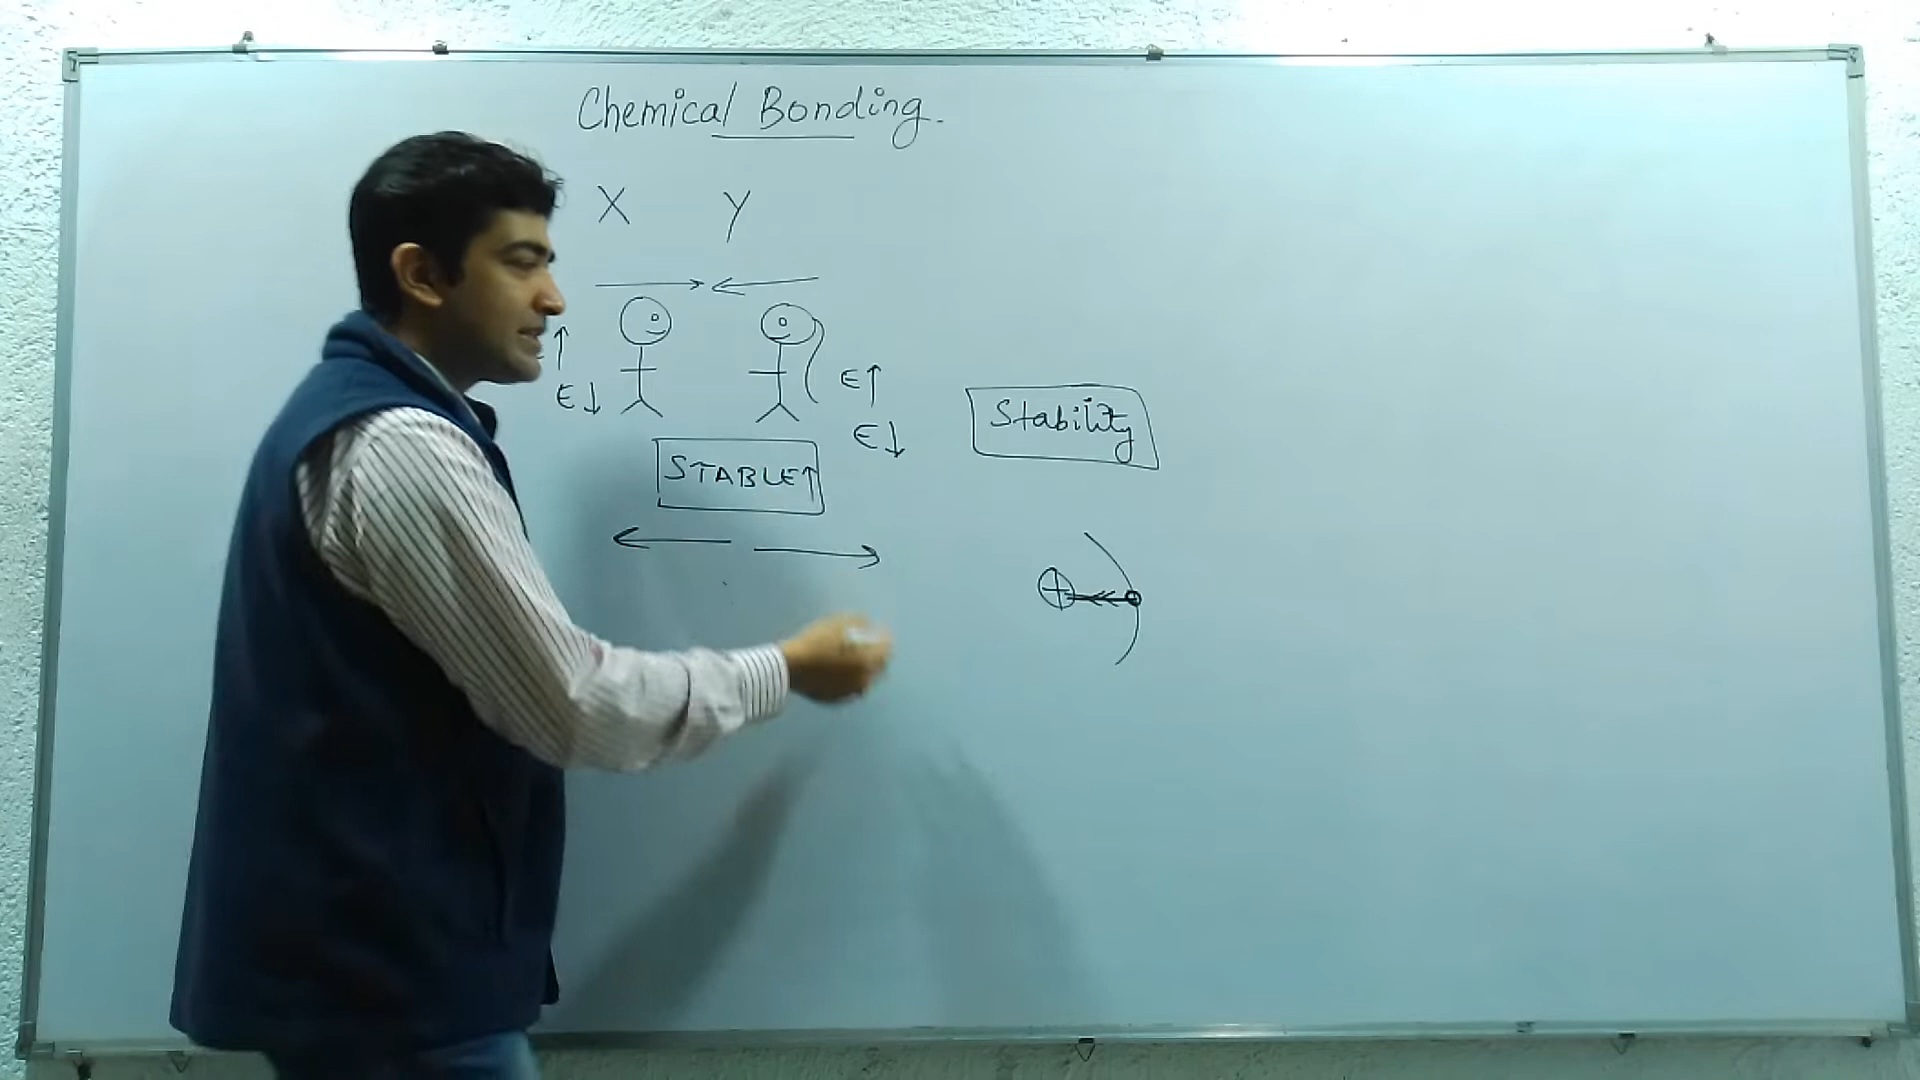 Chemical Bonding.
X Y
↑
E↓
E↑
E↓
STABLE↑
Stability
+